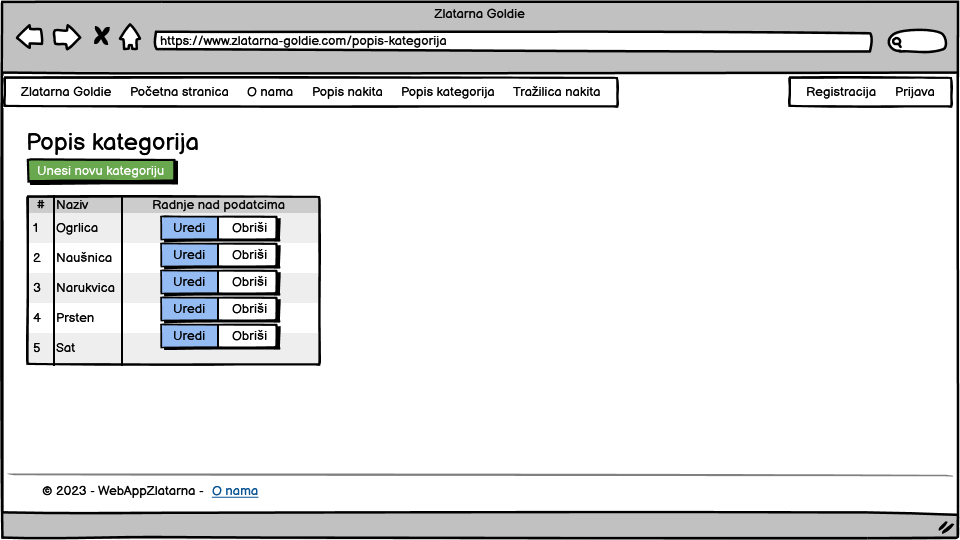 Zlatarna Goldie
https://www.zlatarna-goldie.com/popis-kategorija
Zlatarna Goldie Početna stranica O nama Popis nakita Popis kategorija Tražilica nakita Registracija Prijava
Popis kategorija
Unesi novu kategoriju
# Naziv Radnje nad podatcima
1 Ogrlica Uredi Obriši
2 Naušnica Uredi Obriši
3 Narukvica Uredi Obriši
4 Prsten Uredi Obriši
5 Sat Uredi Obriši
© 2023 - WebAppZlatarna - O nama